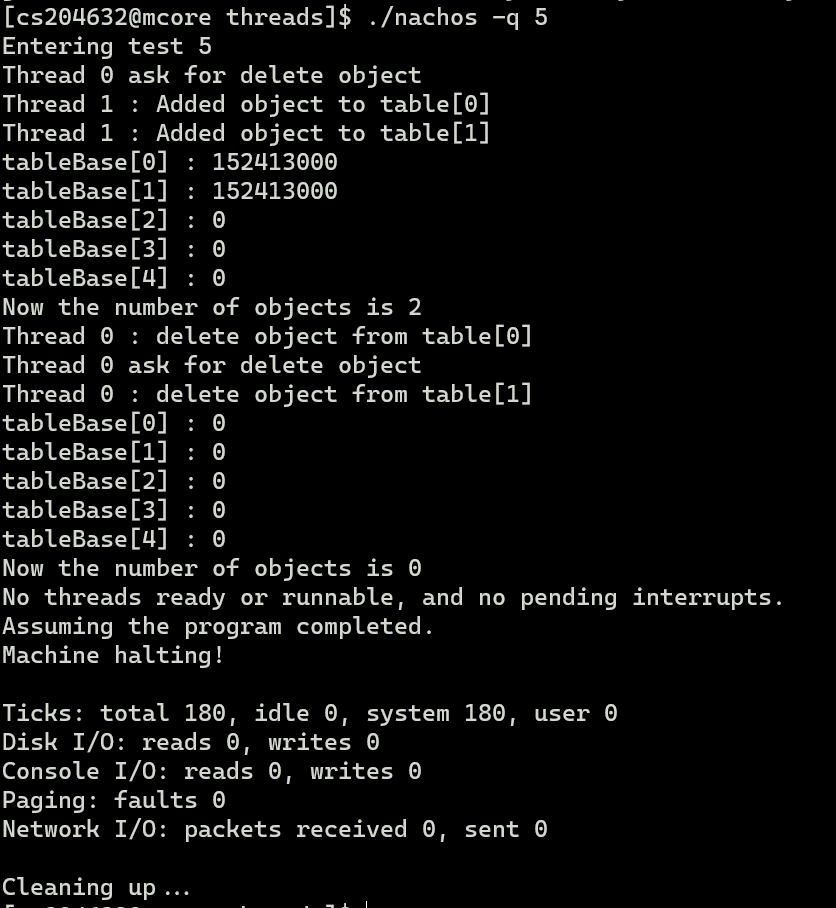 [cs204632@mcore threads]$ ./nachos -q 5
Entering test 5
Thread 0 ask for delete object
Thread 1 : Added object to table[0]
Thread 1 : Added object to table[1]
tableBase[0] : 152413000
tableBase[1] : 152413000
tableBase[2] : 0
tableBase[3] : 0
tableBase[4] : 0
Now the number of objects is 2
Thread 0 : delete object from table[0]
Thread 0 ask for delete object
Thread 0 : delete object from table[1]
tableBase[0] : 0
tableBase[1] : 0
tableBase[2] : 0
tableBase[3] : 0
tableBase[4] : 0
Now the number of objects is 0
No threads ready or runnable, and no pending interrupts.
Assuming the program completed.
Machine halting!
Ticks: total 180, idle 0, system 180, user 0
Disk I/O: reads 0, writes 0
Console I/O: reads 0, writes 0
Paging: faults 0
Network I/O: packets received 0, sent 0
Cleaning up...